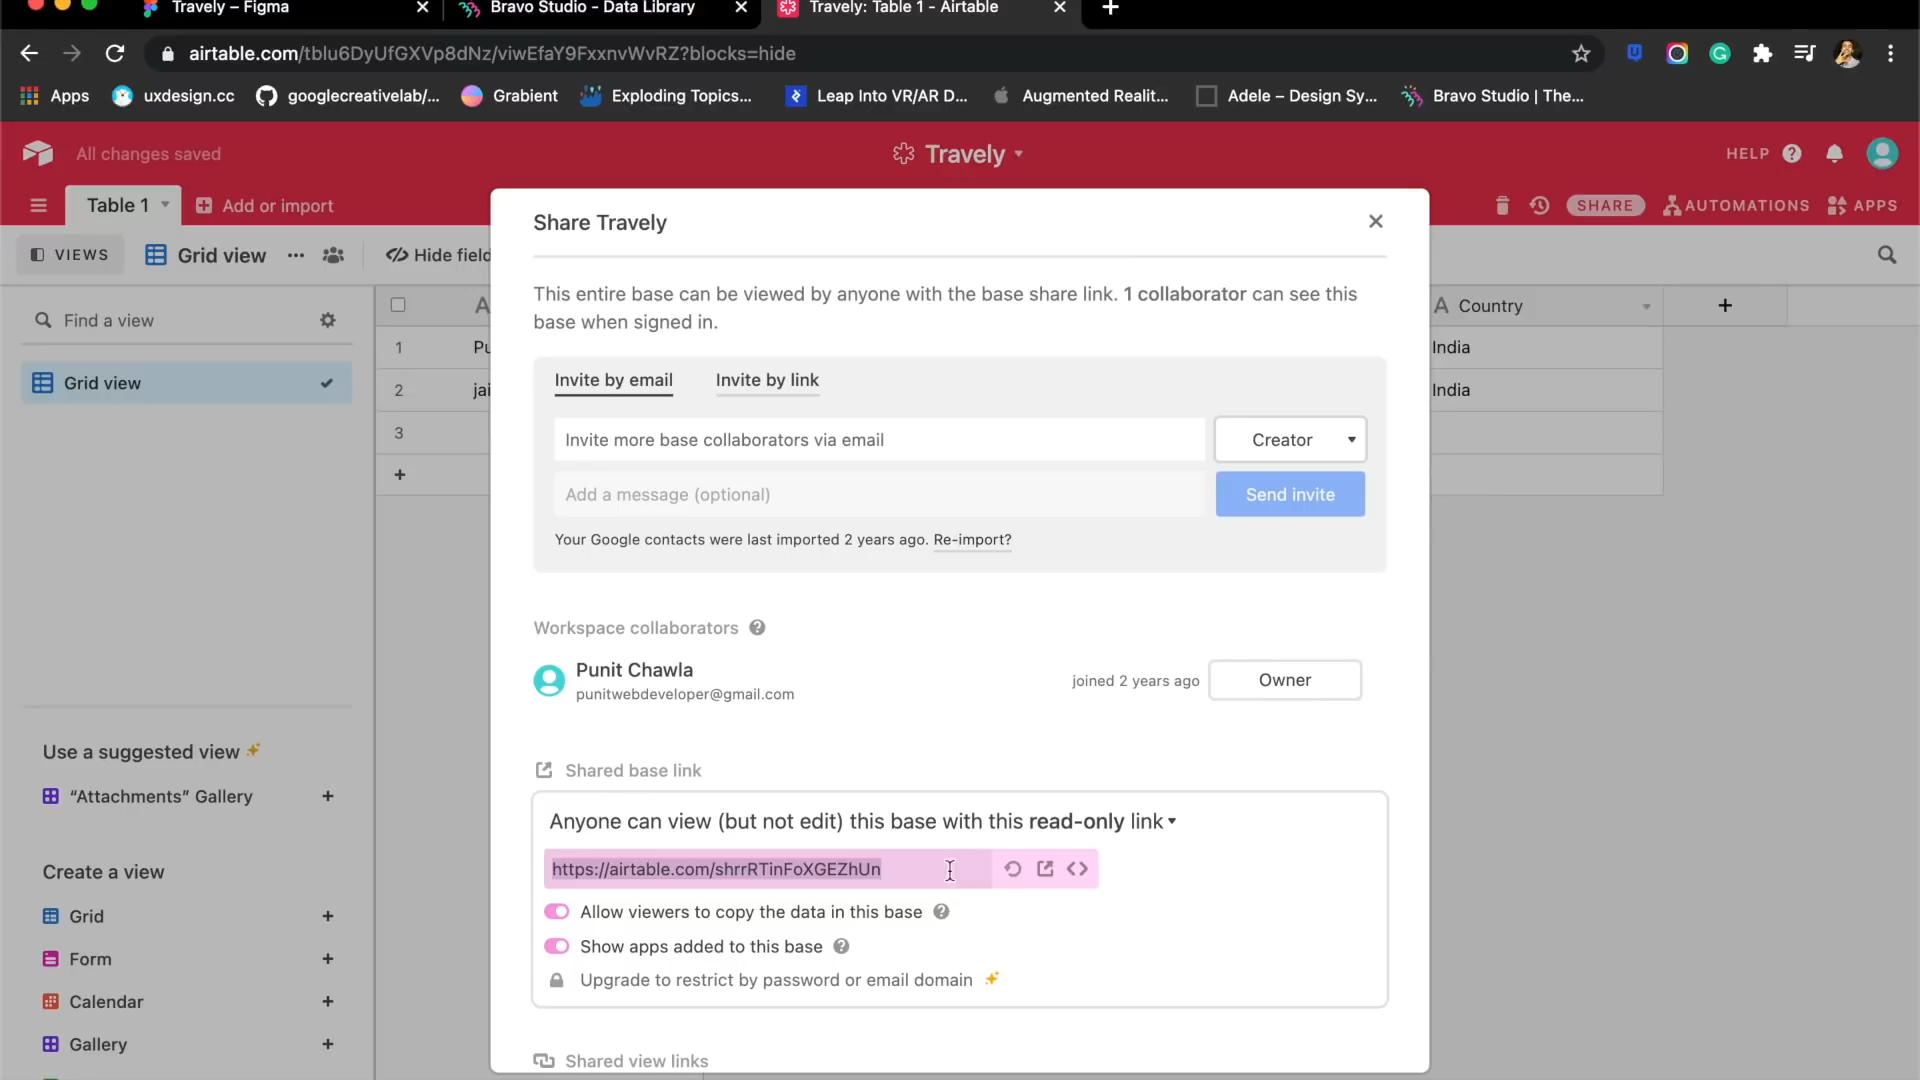 Travely – Figma
Bravo Studio - Data Library
Travely: Table 1 - Airtable
airtable.com/tblu6DyUfGXVp8dNz/viwEfaY9FxxnvWvRZ?blocks=hide
Apps
uxdesign.cc
googlecreativelab/...
Grabient
Exploding Topics...
Leap Into VR/AR D...
Augmented Realit...
Adele – Design Sy...
Bravo Studio | The...
All changes saved
Travely
HELP
Table 1
Add or import
SHARE
AUTOMATIONS
APPS
VIEWS
Grid view
Hide field
Find a view
Grid view
A
Country
1
Pu
India
2
jai
India
3
Use a suggested view
“Attachments” Gallery
Create a view
Grid
Form
Calendar
Gallery
Share Travely
This entire base can be viewed by anyone with the base share link. 1 collaborator can see this
base when signed in.
Invite by email
Invite by link
Invite more base collaborators via email
Creator
Add a message (optional)
Send invite
Your Google contacts were last imported 2 years ago. Re-import?
Workspace collaborators
Punit Chawla
punitwebdeveloper@gmail.com
joined 2 years ago
Owner
Shared base link
Anyone can view (but not edit) this base with this read-only link
https://airtable.com/shrrRTinFoXGEZhUn
Allow viewers to copy the data in this base
Show apps added to this base
Upgrade to restrict by password or email domain
Shared view links